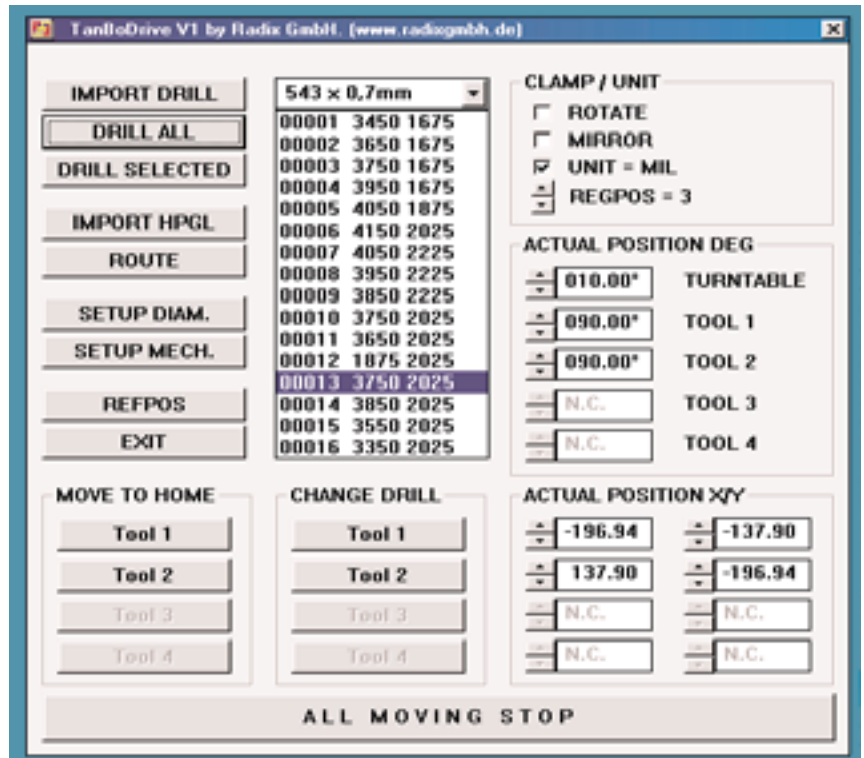 TanBoDrive V1 by Radix GmbH. (www.radixgmbh.de)
IMPORT DRILL
DRILL ALL
DRILL SELECTED
IMPORT HPGL
ROUTE
SETUP DIAM.
SETUP MECH.
REFPOS
EXIT
543 x 0,7mm
00001 3450 1675
00002 3650 1675
00003 3750 1675
00004 3950 1675
00005 4050 1875
00006 4150 2025
00007 4050 2225
00008 3950 2225
00009 3850 2225
00010 3750 2025
00011 3650 2025
00012 1875 2025
00013 3750 2025
00014 3850 2025
00015 3550 2025
00016 3350 2025
CLAMP / UNIT
ROTATE
MIRROR
UNIT = MIL
REGPOS = 3
ACTUAL POSITION DEG
010.00° TURNTABLE
090.00° TOOL 1
090.00° TOOL 2
N.C. TOOL 3
N.C. TOOL 4
MOVE TO HOME
Tool 1
Tool 2
Tool 3
Tool 4
CHANGE DRILL
Tool 1
Tool 2
Tool 3
Tool 4
ACTUAL POSITION X/Y
-196.94 -137.90
137.90 -196.94
N.C. N.C.
N.C. N.C.
ALL MOVING STOP